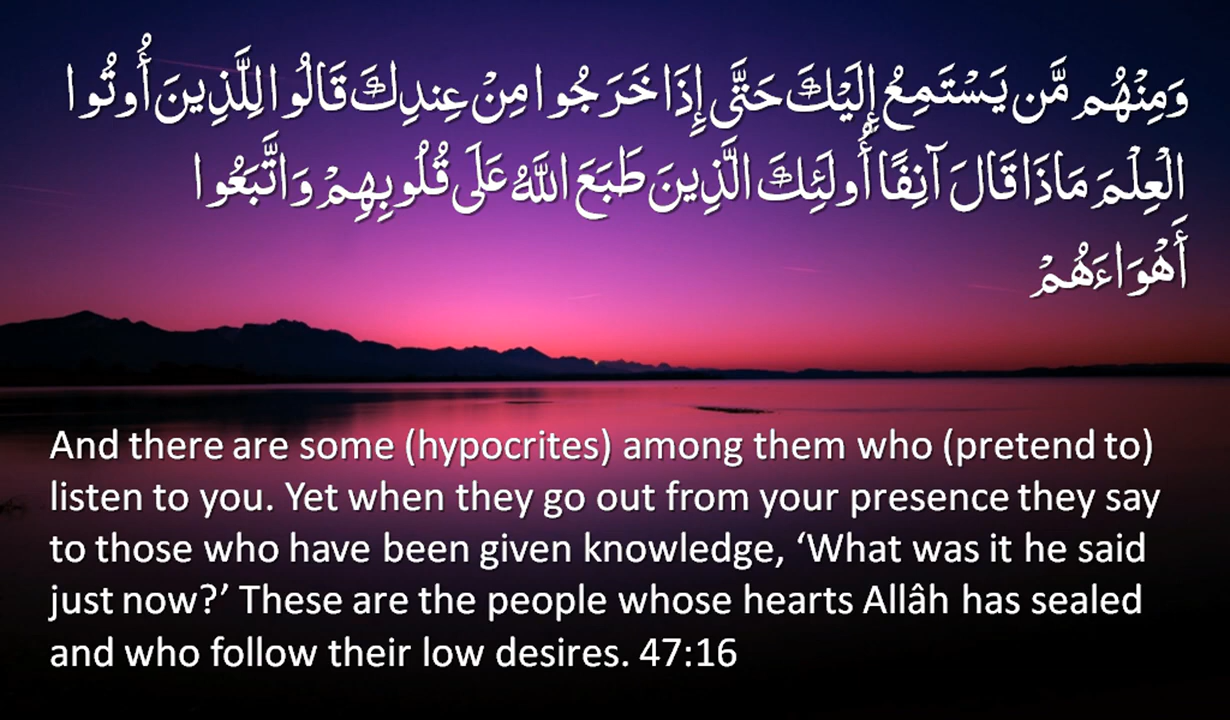 وَمِنْهُم مَّن يَسْتَمِعُ إِلَيْكَ حَتَّى إِذَا خَرَجُوا مِنْ عِندِكَ قَالُوا لِلَّذِينَ أُوتُوا
الْعِلْمَ مَاذَا قَالَ آنِفًا أُولَئِكَ الَّذِينَ طَبَعَ اللَّهُ عَلَى قُلُوبِهِمْ وَاتَّبَعُوا
أَهْوَاءَهُمْ
And there are some (hypocrites) among them who (pretend to)
listen to you. Yet when they go out from your presence they say
to those who have been given knowledge, ‘What was it he said
just now?’ These are the people whose hearts Allâh has sealed
and who follow their low desires. 47:16